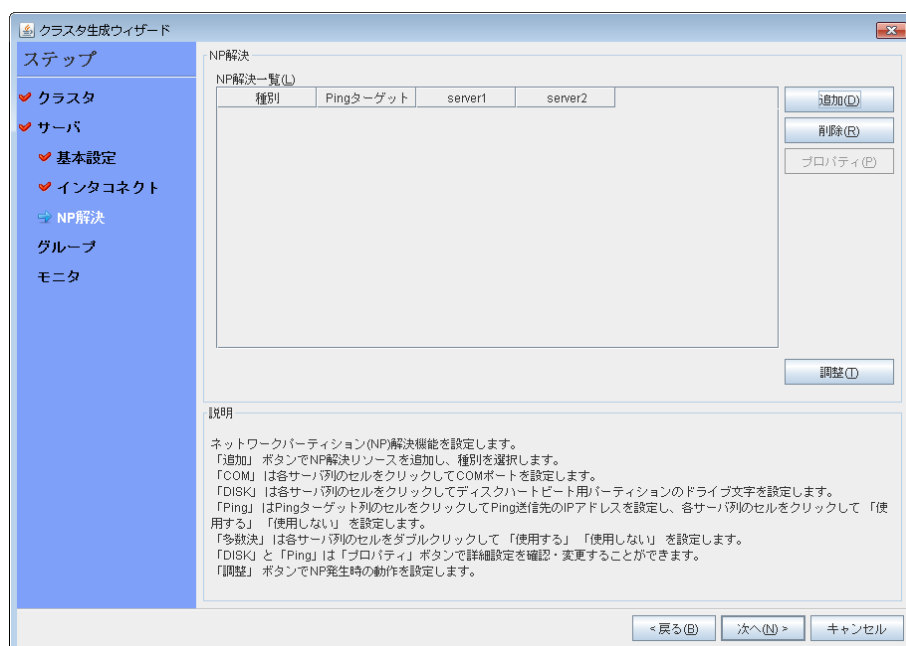 クラスタ生成ウィザード
ステップ
クラスタ
サーバ
基本設定
インタコネクト
NP解決
グループ
モニタ
NP解決
NP解決一覧(L)
種別 Pingターゲット server1 server2
追加(D)
削除(R)
プロパティ(P)
調整(T)
説明
ネットワークパーティション(NP)解決機能を設定します。
「追加」 ボタンでNP解決リソースを追加し、種別を選択します。
「COM」 は各サーバ列のセルをクリックしてCOMポートを設定します。
「DISK」 は各サーバ列のセルをクリックしてディスクハートビート用パーティションのドライブ文字を設定します。
「Ping」 はPingターゲット列のセルをクリックしてPing送信先のIPアドレスを設定し、各サーバ列のセルをクリックして 「使
用する」 「使用しない」 を設定します。
「多数決」 は各サーバ列のセルをダブルクリックして 「使用する」 「使用しない」 を設定します。
「DISK」 と 「Ping」 は 「プロパティ」 ボタンで詳細設定を確認・変更することができます。
「調整」 ボタンでNP発生時の動作を設定します。
<戻る(B) 次へ(N)> キャンセル